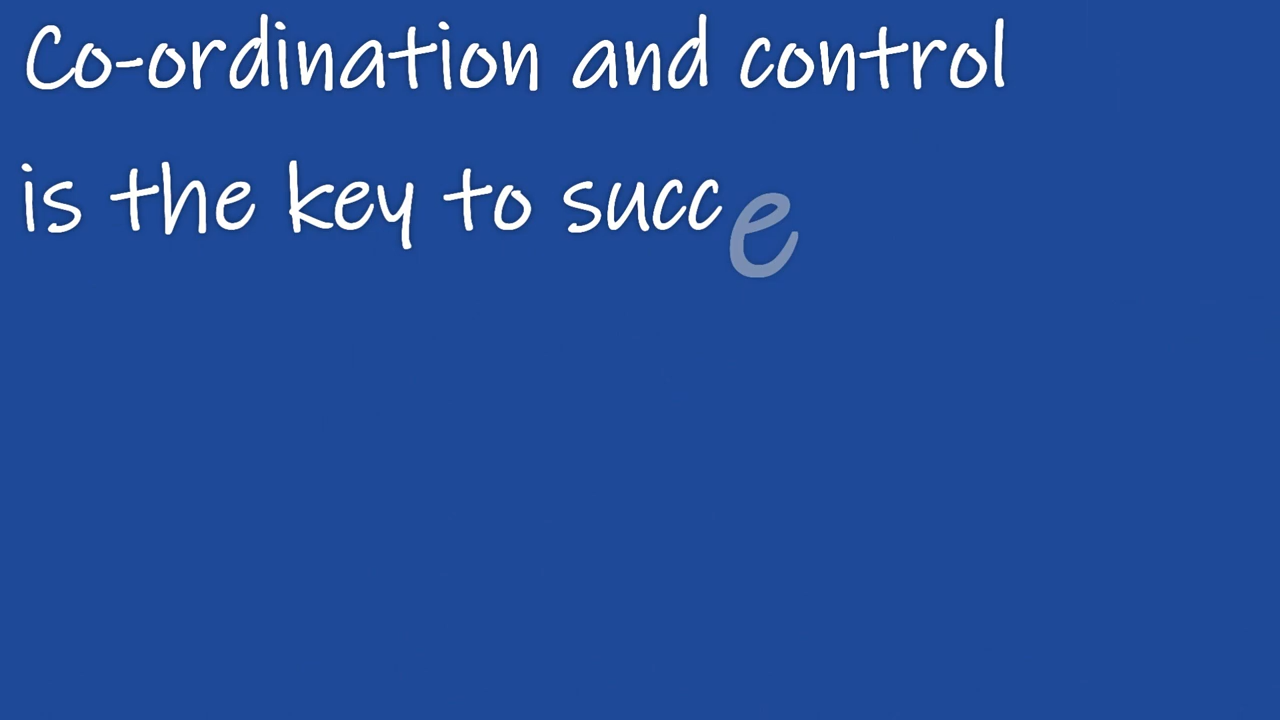 Co-ordination and control
is the key to succe